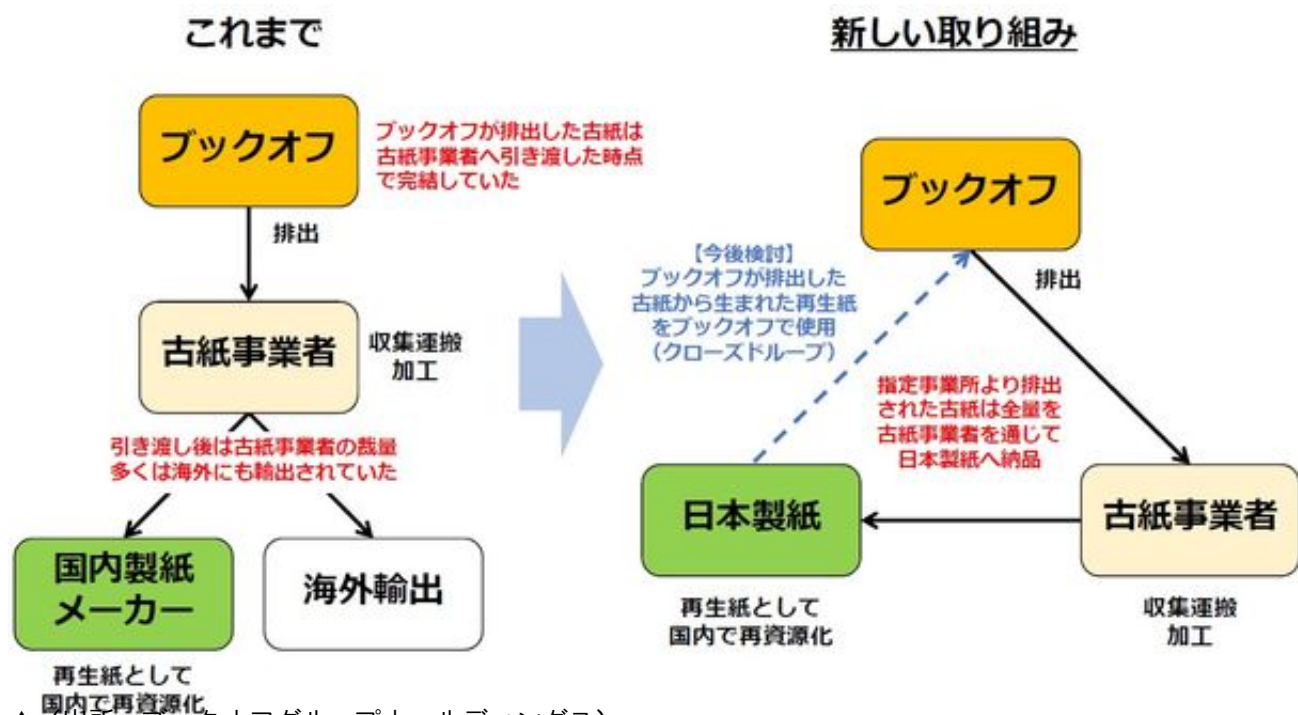 これまで
ブックオフ
ブックオフが排出した古紙は
古紙事業者へ引き渡した時点
で完結していた
排出
古紙事業者
収集運搬
加工
引き渡し後は古紙事業者の裁量
多くは海外にも輸出されていた
国内製紙
メーカー
海外輸出
再生紙として
国内で再資源化
新しい取り組み
ブックオフ
【今後検討】
ブックオフが排出した
古紙から生まれた再生紙
をブックオフで使用
（クローズドループ）
排出
指定事業所より排出
された古紙は全量を
古紙事業者を通じて
日本製紙へ納品
日本製紙
古紙事業者
再生紙として
国内で再資源化
収集運搬
加工